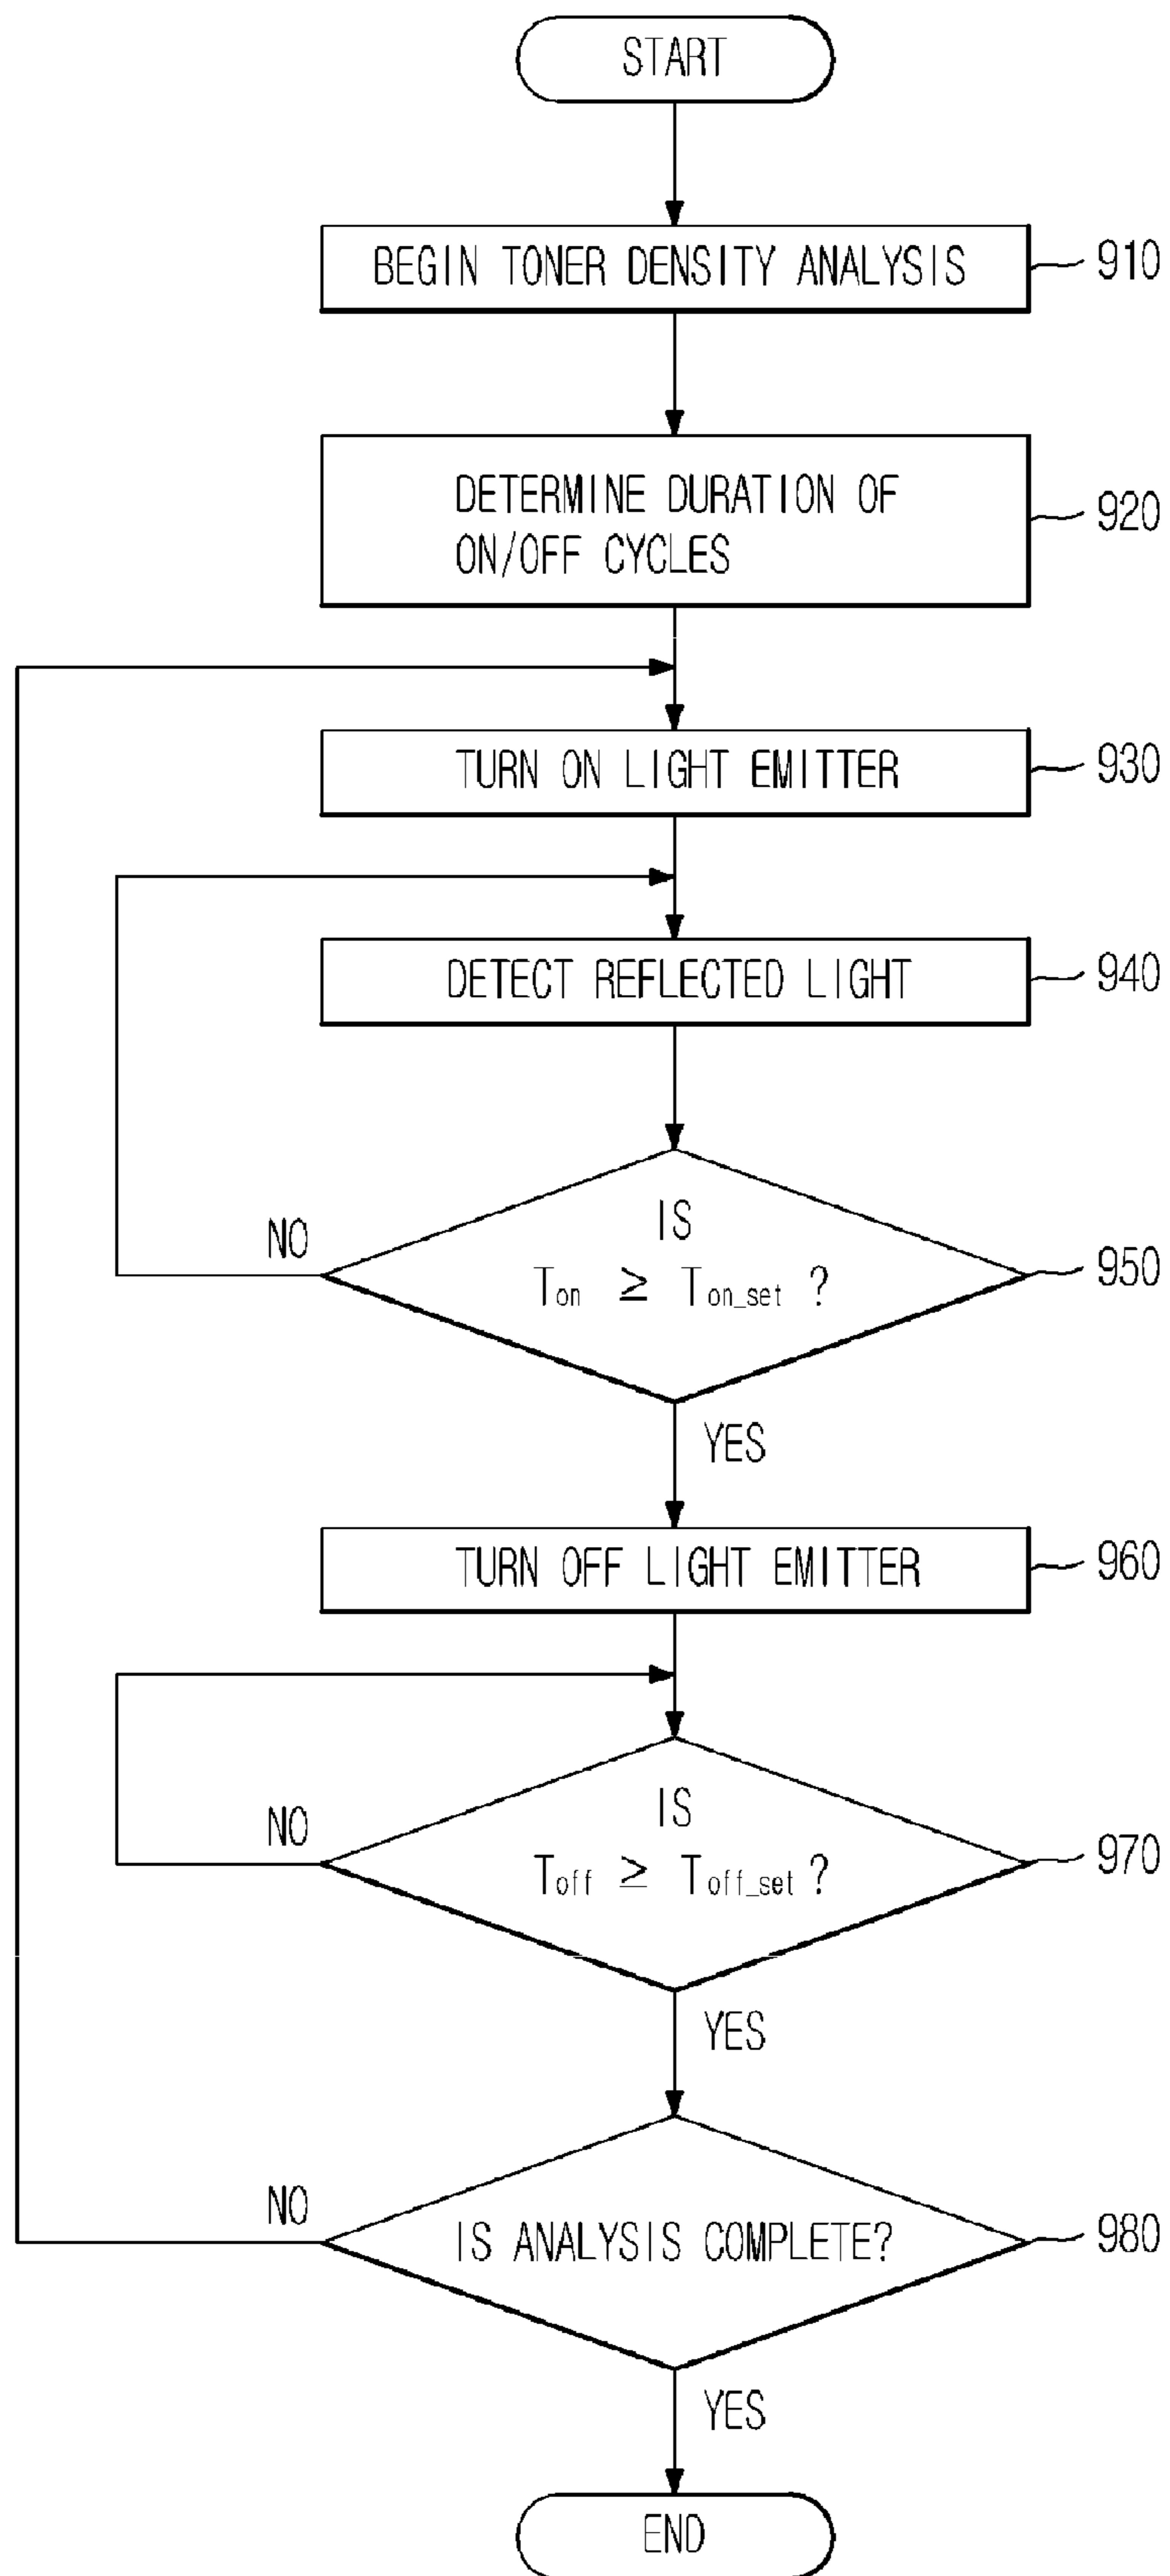 START
BEGIN TONER DENSITY ANALYSIS
910
DETERMINE DURATION OF
ON/OFF CYCLES
920
TURN ON LIGHT EMITTER
930
DETECT REFLECTED LIGHT
940
IS
Ton ≥ Ton_set ?
NO
950
YES
TURN OFF LIGHT EMITTER
960
IS
Toff ≥ Toff_set ?
NO
970
YES
IS ANALYSIS COMPLETE?
NO
980
YES
END